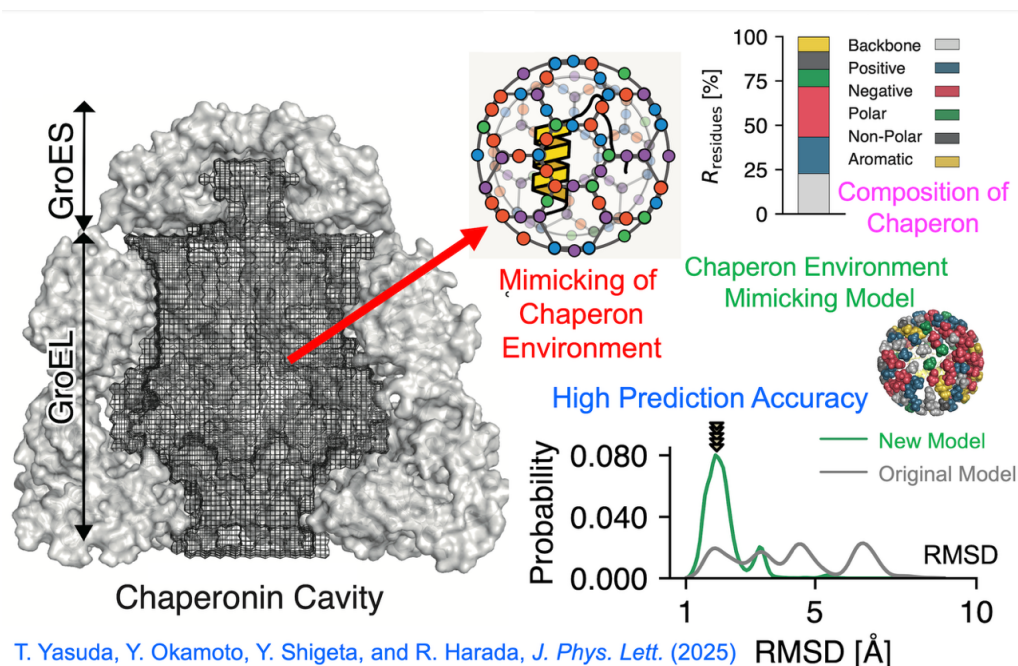 GroES
GroEL
Chaperonin Cavity
Mimicking of
Chaperon
Environment
100
75
50
25
0
Rresidues [%]
Backbone
Positive
Negative
Polar
Non-Polar
Aromatic
Composition of
Chaperon
Chaperon Environment
Mimicking Model
High Prediction Accuracy
New Model
Original Model
Probability
0.080
0.040
0.000
RMSD
1
5
10
RMSD [Å]
T. Yasuda, Y. Okamoto, Y. Shigeta, and R. Harada, J. Phys. Lett. (2025)